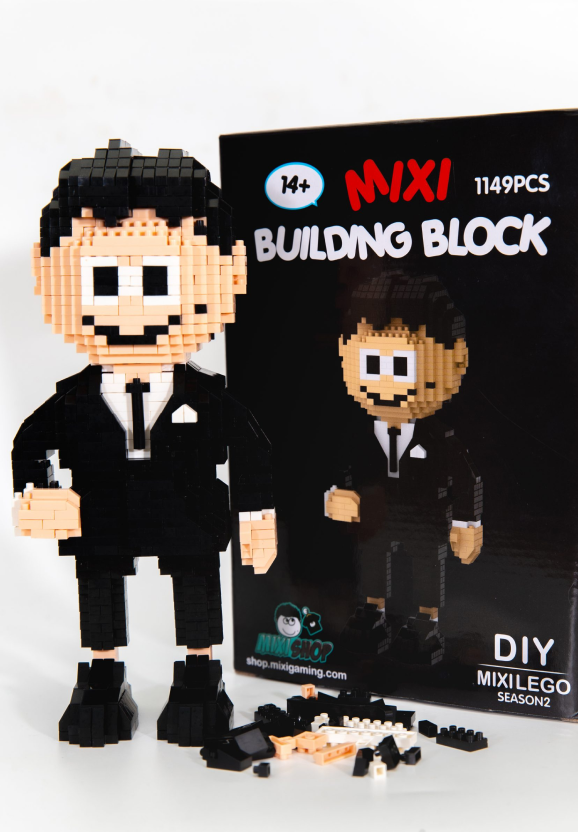 14+
MIXI
1149PCS
BUILDING BLOCK
MIXISHOP
shop.mixigaming.com
DIY
MIXILEGO
SEASON2